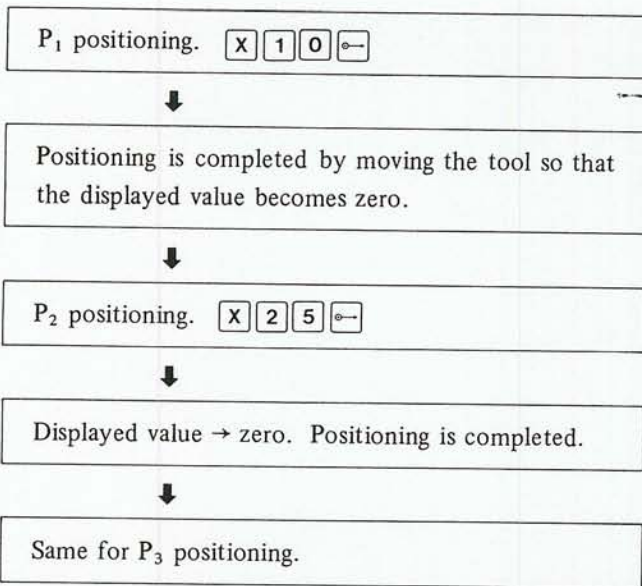 P₁ positioning. X 1 0
Positioning is completed by moving the tool so that
the displayed value becomes zero.
P₂ positioning. X 2 5
Displayed value → zero. Positioning is completed.
Same for P₃ positioning.